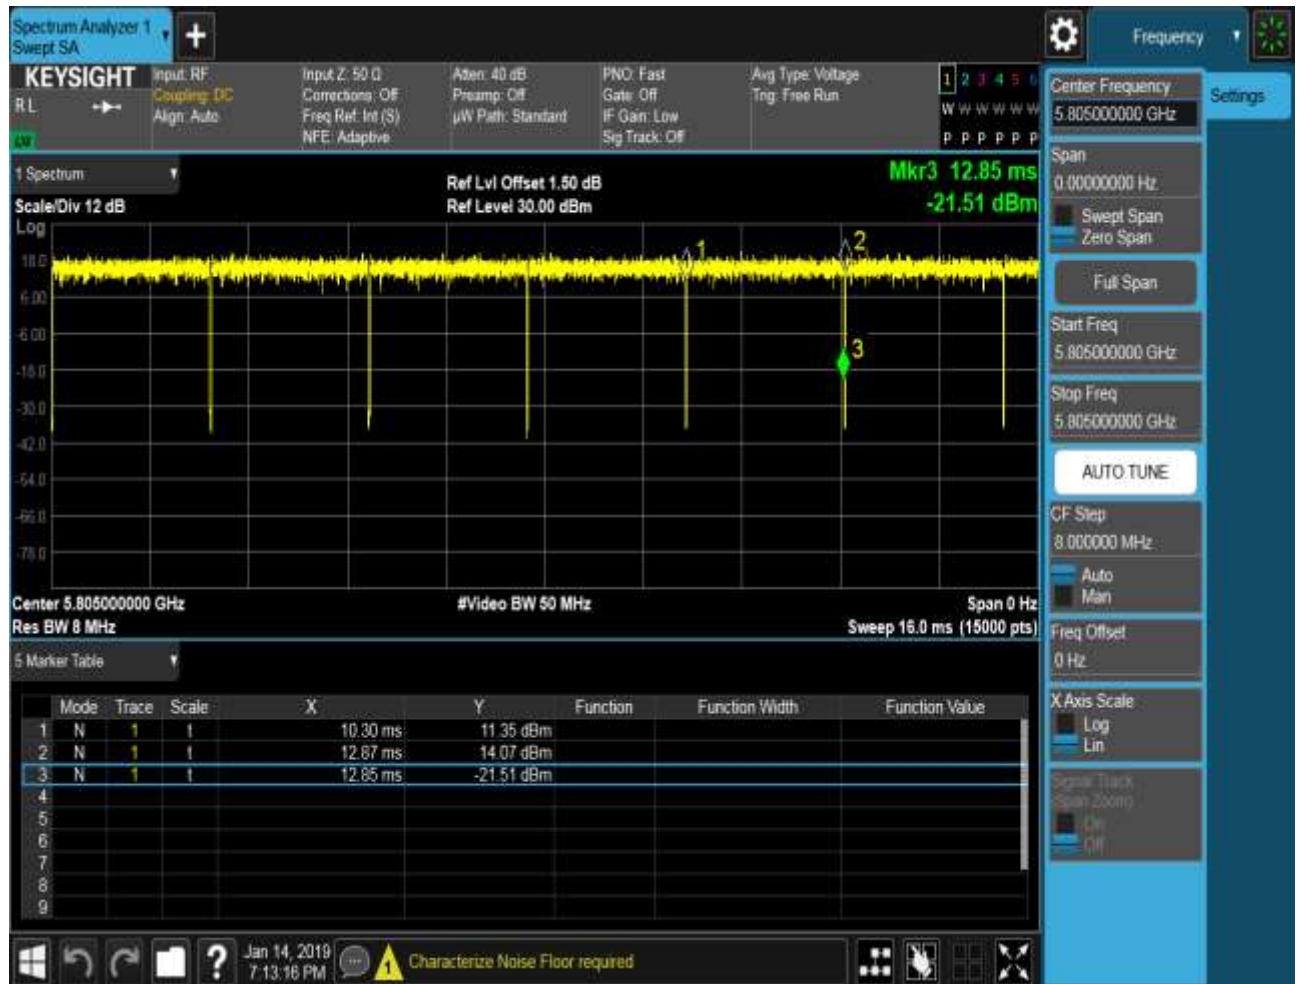 Spectrum Analyzer 1
Swept SA
Frequency
KEYSIGHT
RL
Input: RF
Coupling: DC
Align: Auto
Input Z: 50 Ω
Corrections: Off
Freq Ref: Int (S)
NFE: Adaptive
Atten: 40 dB
Preamp: Off
µW Path: Standard
PNO: Fast
Gate: Off
IF Gain: Low
Sig Track: Off
Avg Type: Voltage
Trig: Free Run
1 2 3 4 5 6
W W W W W W
P P P P P P
Center Frequency
5.805000000 GHz
Settings
1 Spectrum
Scale/Div 12 dB
Log
Ref Lvl Offset 1.50 dB
Ref Level 30.00 dBm
Mkr3 12.85 ms
-21.51 dBm
18.0
6.00
-6.00
-18.0
-30.0
-42.0
-54.0
-66.0
-78.0
1
2
3
Center 5.805000000 GHz
#Video BW 50 MHz
Span 0 Hz
Res BW 8 MHz
Sweep 16.0 ms (15000 pts)
Span
0.00000000 Hz
Swept Span
Zero Span
Full Span
Start Freq
5.805000000 GHz
Stop Freq
5.805000000 GHz
AUTO TUNE
CF Step
8.000000 MHz
Auto
Man
Freq Offset
0 Hz
X Axis Scale
Log
Lin
Signal Track
(Span Zoom)
On
Off
5 Marker Table
Mode Trace Scale X Y Function Function Width Function Value
1 N 1 t 10.30 ms 11.35 dBm
2 N 1 t 12.87 ms 14.07 dBm
3 N 1 t 12.85 ms -21.51 dBm
4
5
6
7
8
9
Jan 14, 2019
7:13:16 PM
?
1
Characterize Noise Floor required